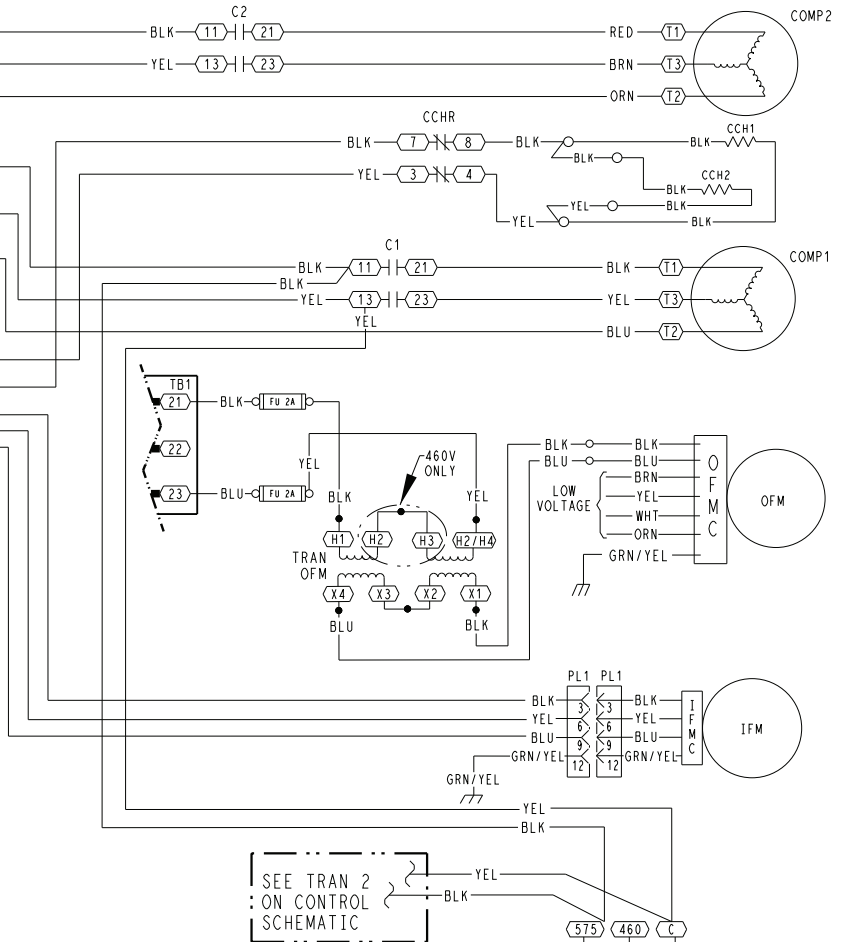 C2
COMP2
BLK 11 21 RED T1
YEL 13 23 BRN T3
ORN T2
CCHR
CCH1
BLK 7 8 BLK BLK
BLK
YEL 3 4 CCH2
BLK
YEL BLK
YEL BLK
C1
COMP1
BLK 11 21 BLK T1
BLK
YEL 13 23 YEL T3
YEL
BLU T2
TB1
21 BLK FU 2A
22
23 BLU FU 2A
YEL
460V
ONLY
BLK YEL
H1 H2 H3 H2/H4
TRAN
OFM
X4 X3 X2 X1
BLU BLK
BLK BLK
BLU BLU
BRN
LOW
VOLTAGE
YEL
WHT
ORN
GRN/YEL
OFMC
OFM
PL1 PL1
BLK 3 3 BLK
YEL 6 6 YEL
BLU 9 9 BLU
GRN/YEL 12 12 GRN/YEL
IFMC
IFM
GRN/YEL
YEL
BLK
SEE TRAN 2
ON CONTROL
SCHEMATIC
YEL
BLK
575 460 C